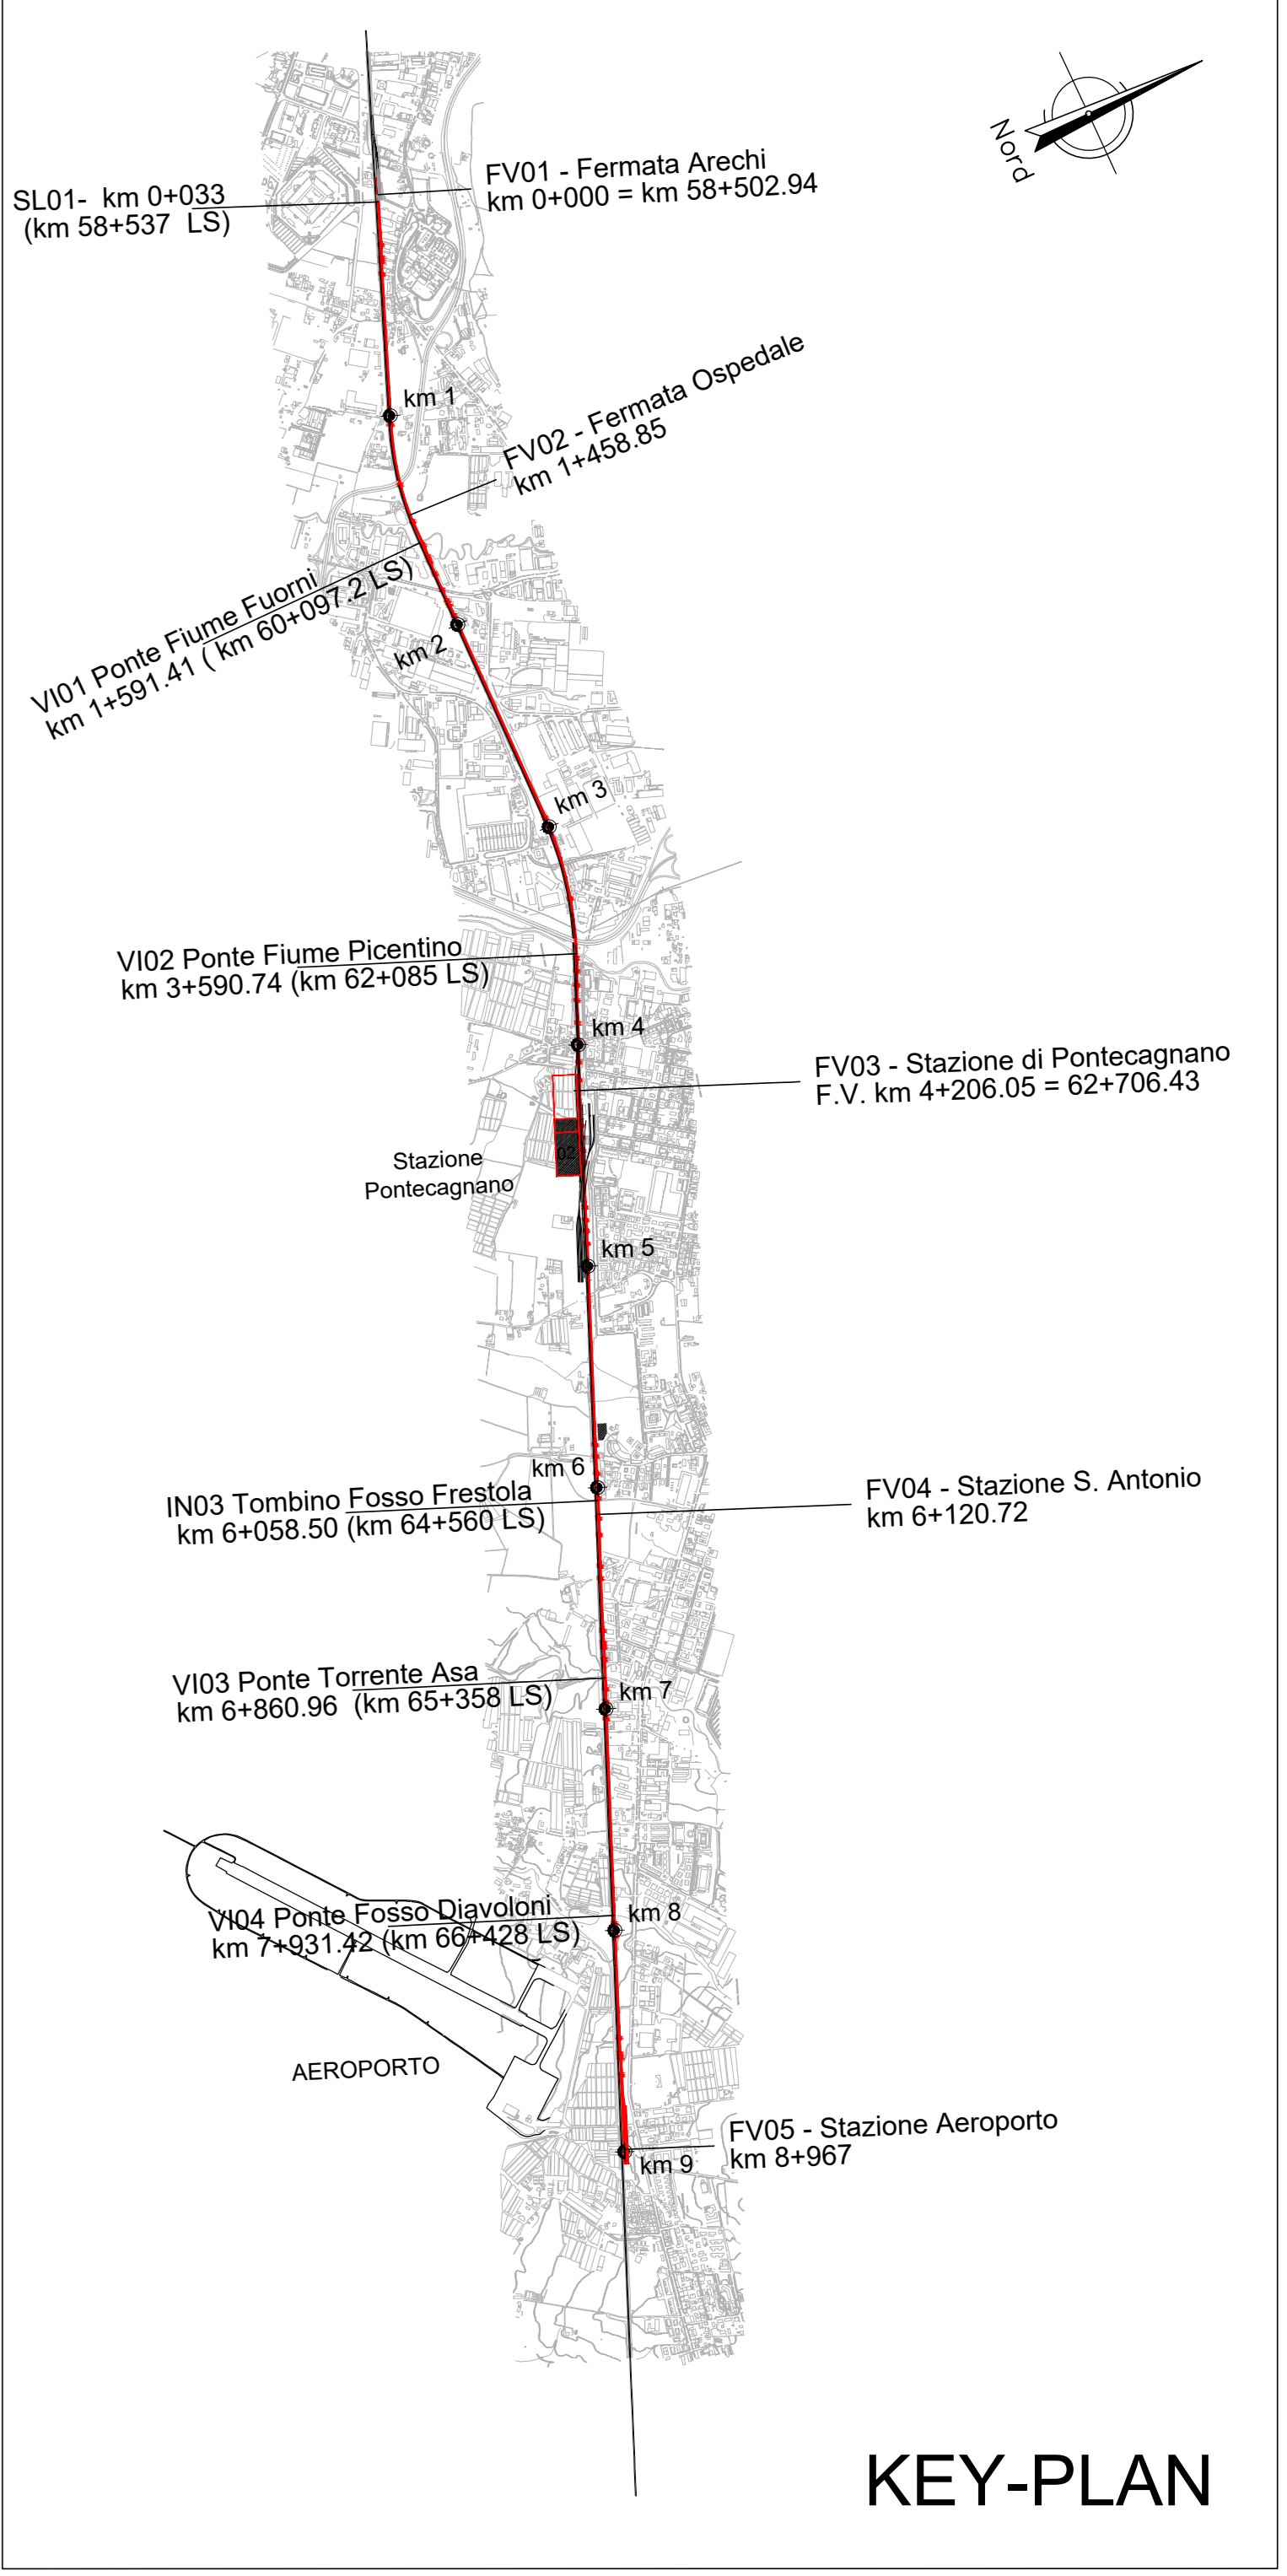 Nord
FV01 - Fermata Arechi
km 0+000 = km 58+502.94
SL01-  km 0+033
(km 58+537  LS)
km 1
FV02 - Fermata Ospedale
km 1+458.85
VI01 Ponte Fiume Fuorni
km 1+591.41 ( km 60+097.2 LS)
km 2
km 3
VI02 Ponte Fiume Picentino
km 3+590.74 (km 62+085 LS)
km 4
FV03 - Stazione di Pontecagnano
F.V. km 4+206.05 = 62+706.43
02
Stazione
Pontecagnano
km 5
km 6
IN03 Tombino Fosso Frestola
km 6+058.50 (km 64+560 LS)
FV04 - Stazione S. Antonio
km 6+120.72
VI03 Ponte Torrente Asa
km 6+860.96  (km 65+358 LS)
km 7
VI04 Ponte Fosso Diavoloni
km 7+931.42 (km 66+428 LS)
km 8
AEROPORTO
FV05 - Stazione Aeroporto
km 8+967
km 9
KEY-PLAN